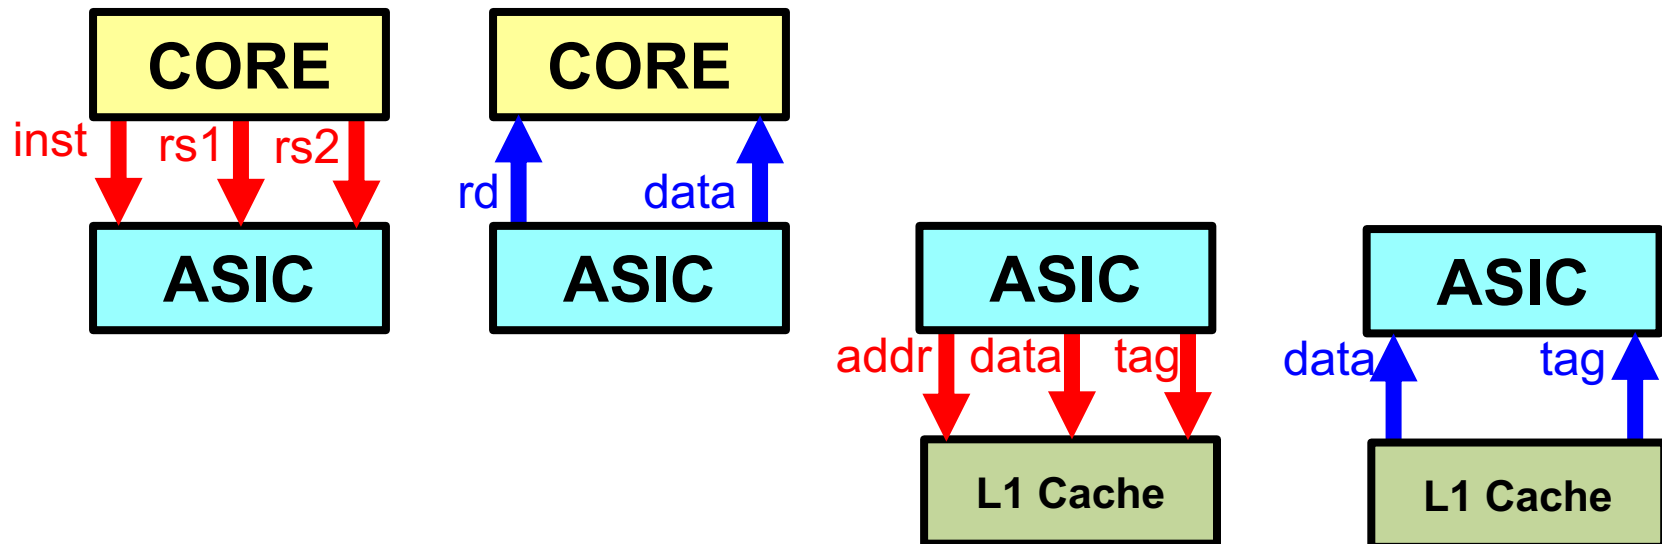 CORE
inst
rs1
rs2
ASIC
CORE
rd
data
ASIC
ASIC
addr
data
tag
L1 Cache
ASIC
data
tag
L1 Cache